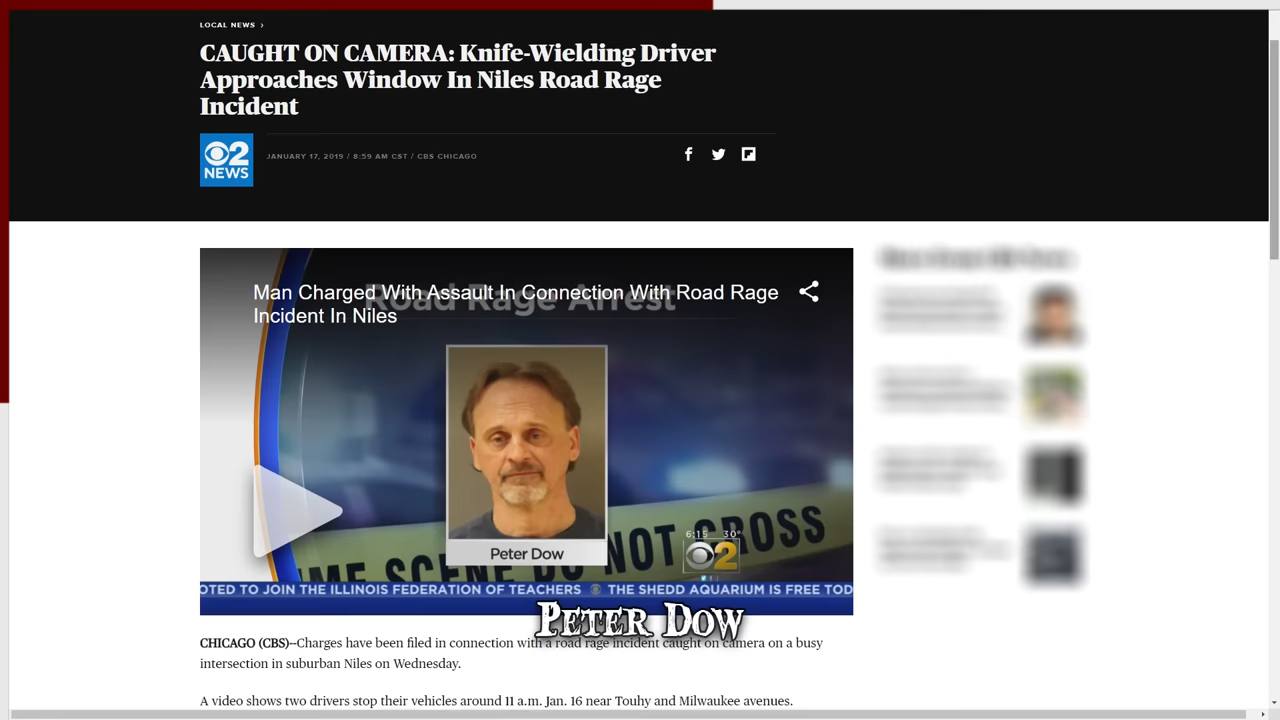 LOCAL NEWS ›
CAUGHT ON CAMERA: Knife-Wielding Driver
Approaches Window In Niles Road Rage
Incident
2
NEWS
JANUARY 17, 2019 / 8:59 AM CST / CBS CHICAGO
Road Rage Arrest
Man Charged With Assault In Connection With Road Rage
Incident In Niles
Peter Dow
IME SCENE DO NOT CROSS
6:15 30°
2
OTED TO JOIN THE ILLINOIS FEDERATION OF TEACHERS THE SHEDD AQUARIUM IS FREE TOD
PETER DOW
CHICAGO (CBS)—Charges have been filed in connection with a road rage incident caught on camera on a busy
intersection in suburban Niles on Wednesday.
A video shows two drivers stop their vehicles around 11 a.m. Jan. 16 near Touhy and Milwaukee avenues.